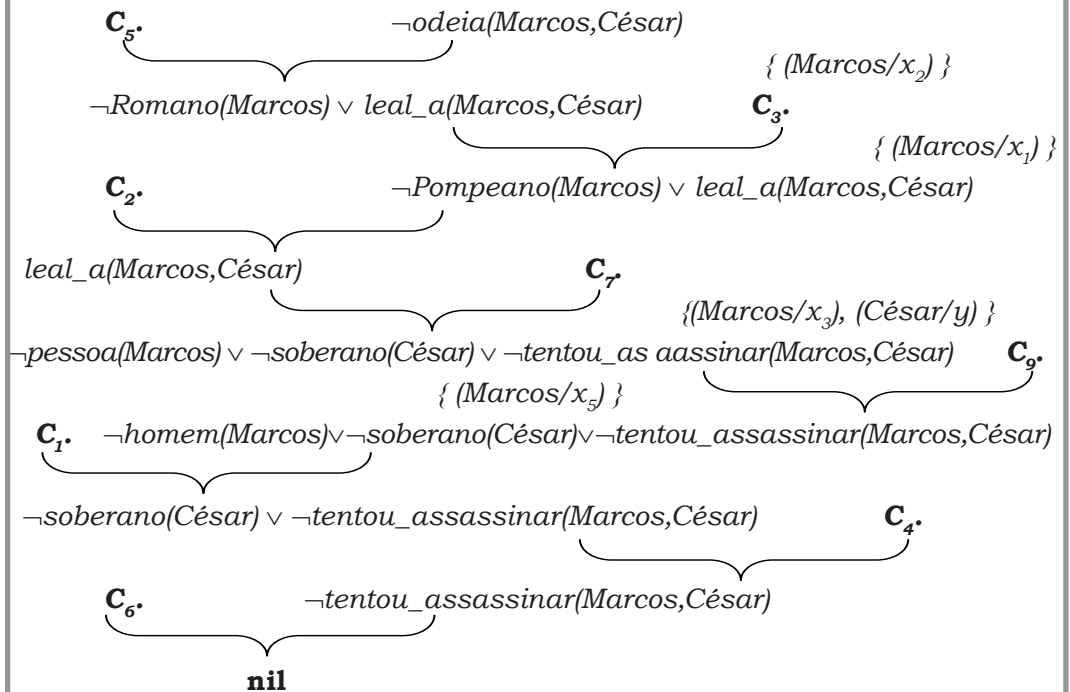 C₅. ¬odeia(Marcos,César)
{ (Marcos/x₂) }
¬Romano(Marcos) ∨ leal_a(Marcos,César) C₃.
{ (Marcos/x₁) }
C₂. ¬Pompeano(Marcos) ∨ leal_a(Marcos,César)
leal_a(Marcos,César) C₇.
{(Marcos/x₃), (César/y) }
¬pessoa(Marcos) ∨ ¬soberano(César) ∨ ¬tentou_as aassinar(Marcos,César) C₉.
{ (Marcos/x₅) }
C₁. ¬homem(Marcos)∨¬soberano(César)∨¬tentou_assassinar(Marcos,César)
¬soberano(César) ∨ ¬tentou_assassinar(Marcos,César) C₄.
C₆. ¬tentou_assassinar(Marcos,César)
nil